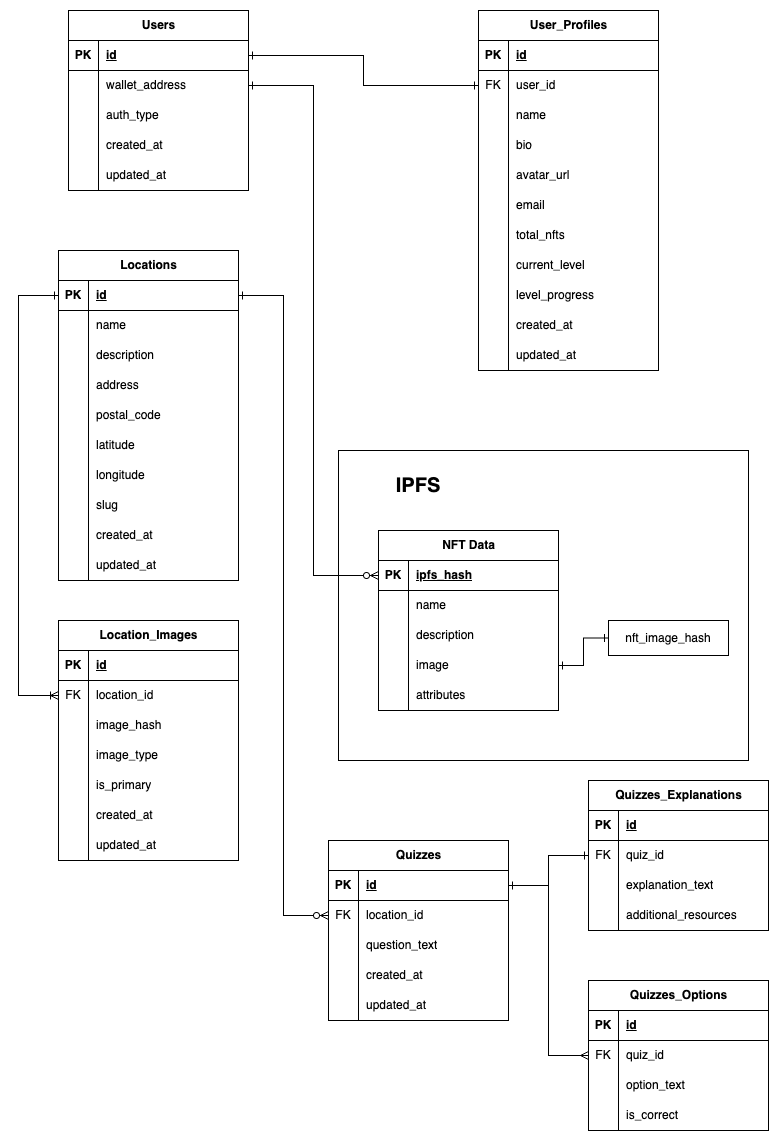 Users
PK id
wallet_address
auth_type
created_at
updated_at
User_Profiles
PK id
FK user_id
name
bio
avatar_url
email
total_nfts
current_level
level_progress
created_at
updated_at
Locations
PK id
name
description
address
postal_code
latitude
longitude
slug
created_at
updated_at
IPFS
NFT Data
PK ipfs_hash
name
description
image
attributes
nft_image_hash
Location_Images
PK id
FK location_id
image_hash
image_type
is_primary
created_at
updated_at
Quizzes
PK id
FK location_id
question_text
created_at
updated_at
Quizzes_Explanations
PK id
FK quiz_id
explanation_text
additional_resources
Quizzes_Options
PK id
FK quiz_id
option_text
is_correct